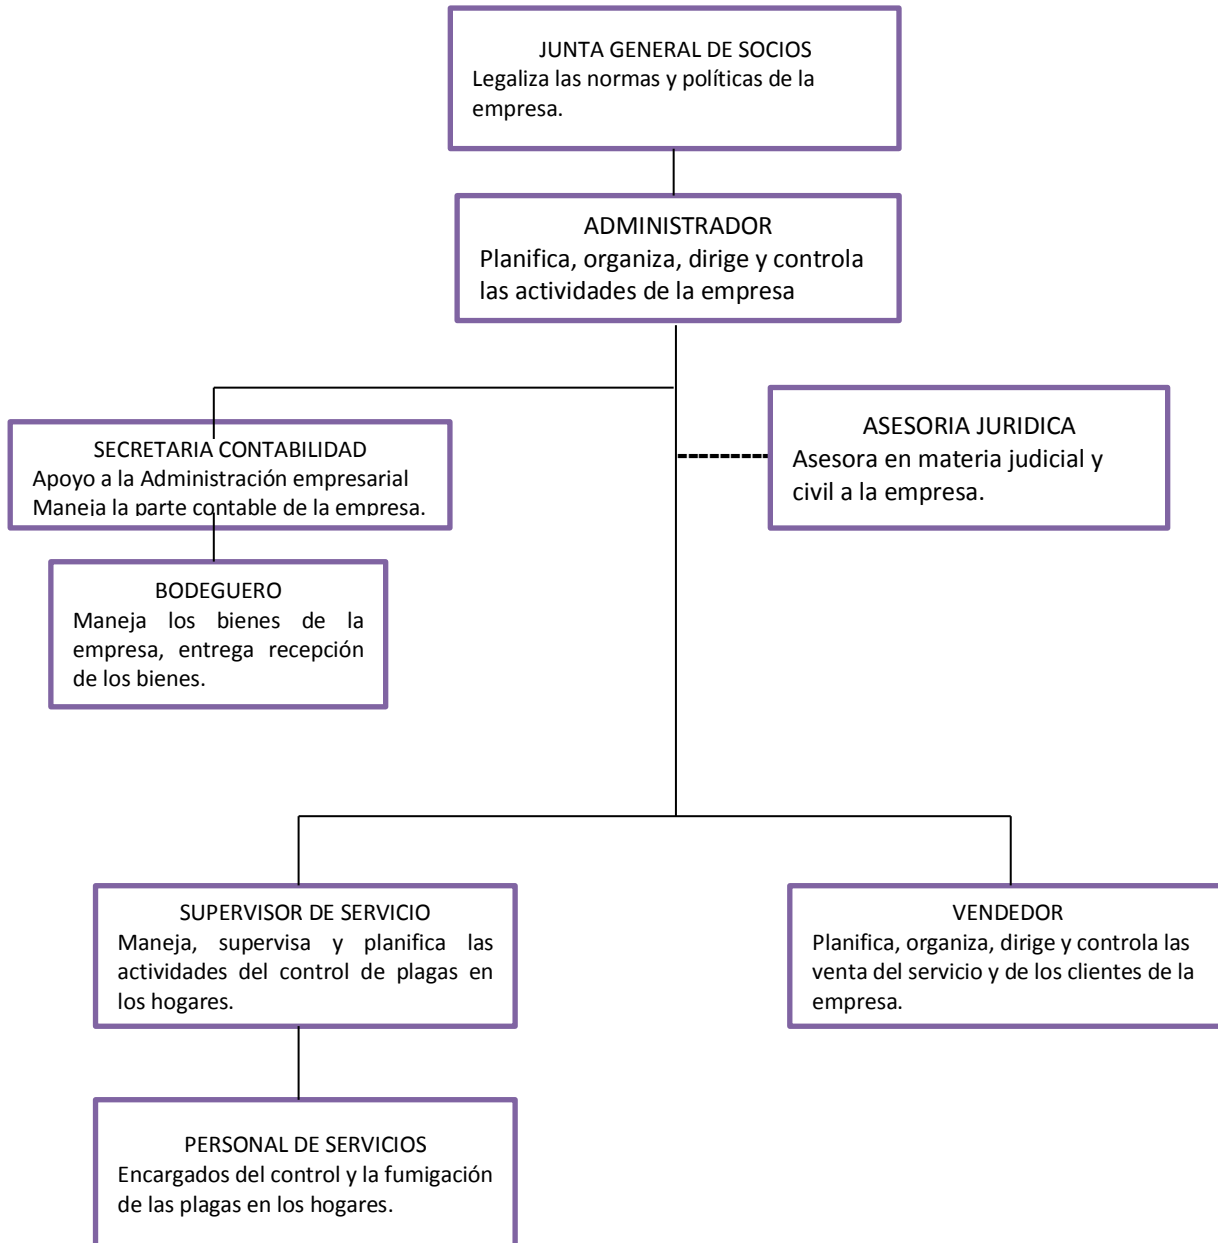 JUNTA GENERAL DE SOCIOS
Legaliza las normas y políticas de la
empresa.
ADMINISTRADOR
Planifica, organiza, dirige y controla
las actividades de la empresa
SECRETARIA CONTABILIDAD
Apoyo a la Administración empresarial
Maneja la parte contable de la empresa.
ASESORIA JURIDICA
Asesora en materia judicial y
civil a la empresa.
BODEGUERO
Maneja los bienes de la
empresa, entrega recepción
de los bienes.
SUPERVISOR DE SERVICIO
Maneja, supervisa y planifica las
actividades del control de plagas en
los hogares.
VENDEDOR
Planifica, organiza, dirige y controla las
venta del servicio y de los clientes de la
empresa.
PERSONAL DE SERVICIOS
Encargados del control y la fumigación
de las plagas en los hogares.